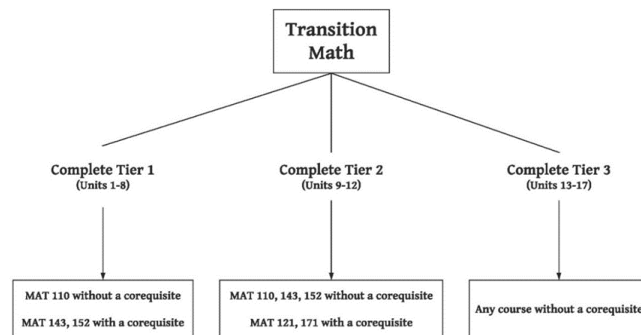 Transition
Math
Complete Tier 1
(Units 1-8)
Complete Tier 2
(Units 9-12)
Complete Tier 3
(Units 13-17)
MAT 110 without a corequisite
MAT 143, 152 with a corequisite
MAT 110, 143, 152 without a corequisite
MAT 121, 171 with a corequisite
Any course without a corequisite